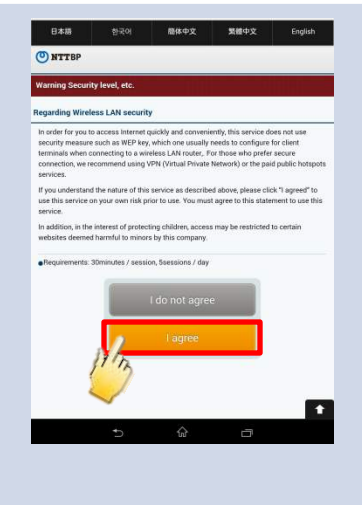 日本語 한국어 簡体中文 繁體中文 English
NTTBP
Warning Security level, etc.
Regarding Wireless LAN security
In order for you to access Internet quickly and conveniently, this service does not use
security measure such as WEP key, which one usually needs to configure for client
terminals when connecting to a wireless LAN router,. For those who prefer secure
connection, we recommend using VPN (Virtual Private Network) or the paid public hotspots
services.
If you understand the nature of this service as described above, please click "I agreed" to
use this service on your own risk prior to use. You must agree to this statement to use this
service.
In addition, in the interest of protecting children, access may be restricted to certain
websites deemed harmful to minors by this company.
●Requirements: 30minutes / session, 5sessions / day
I do not agree
I agree